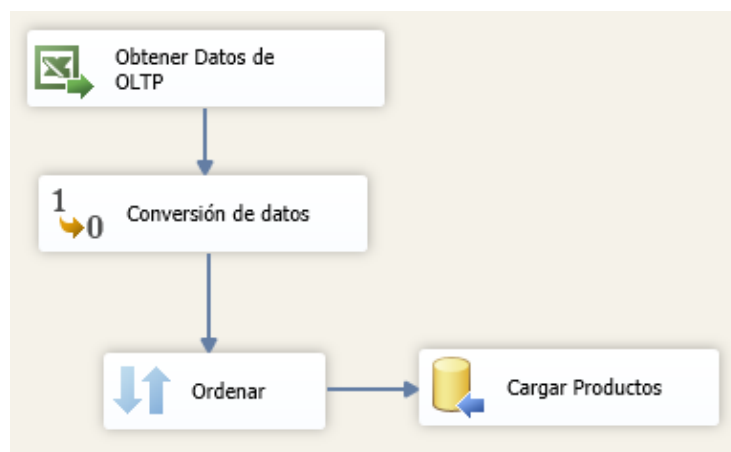 Obtener Datos de
OLTP
1
0
Conversión de datos
Ordenar
Cargar Productos